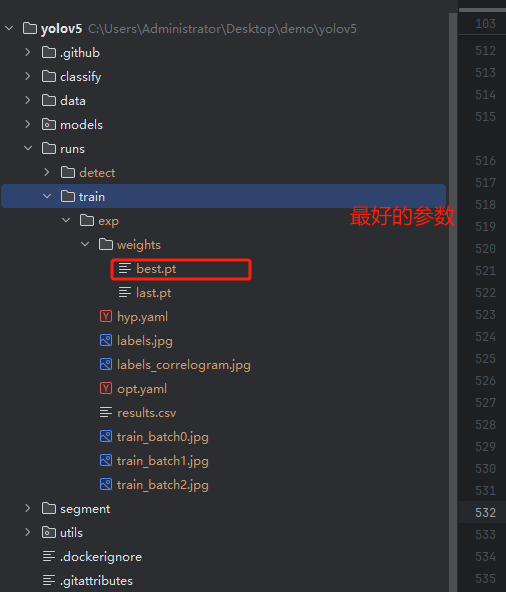 yolov5 C:\Users\Administrator\Desktop\demo\yolov5
.github
classify
data
models
runs
detect
train
最好的参数
exp
weights
best.pt
last.pt
hyp.yaml
labels.jpg
labels_correlogram.jpg
opt.yaml
results.csv
train_batch0.jpg
train_batch1.jpg
train_batch2.jpg
segment
utils
.dockerignore
.gitattributes
103
512
513
514
515
516
517
518
519
520
521
522
523
524
525
526
527
528
529
530
531
532
533
534
535